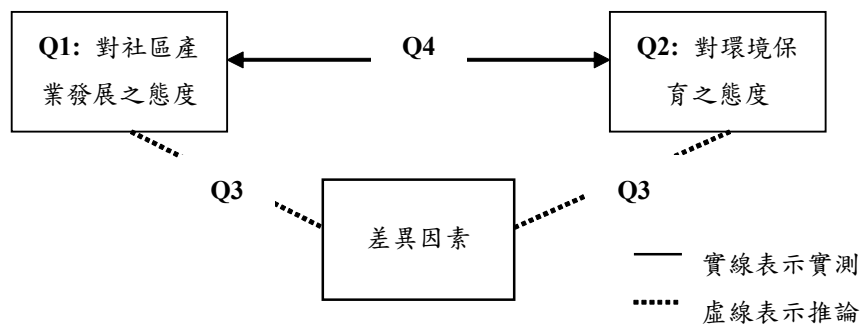 Q1: 對社區產
業發展之態度
Q4
Q2: 對環境保
育之態度
Q3
差異因素
Q3
實線表示實測
虛線表示推論